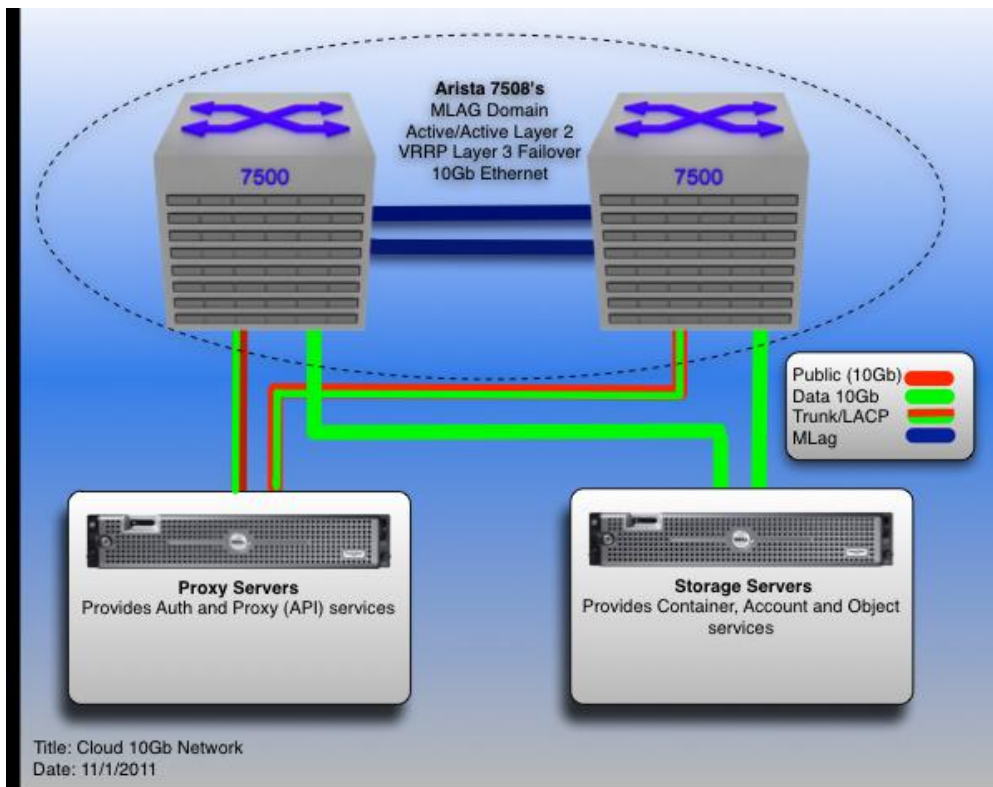 Arista 7508's
MLAG Domain
Active/Active Layer 2
VRRP Layer 3 Failover
10Gb Ethernet
7500
7500
Public (10Gb)
Data 10Gb
Trunk/LACP
MLag
DELL
Proxy Servers
Provides Auth and Proxy (API) services
DELL
Storage Servers
Provides Container, Account and Object
services
Title: Cloud 10Gb Network
Date: 11/1/2011